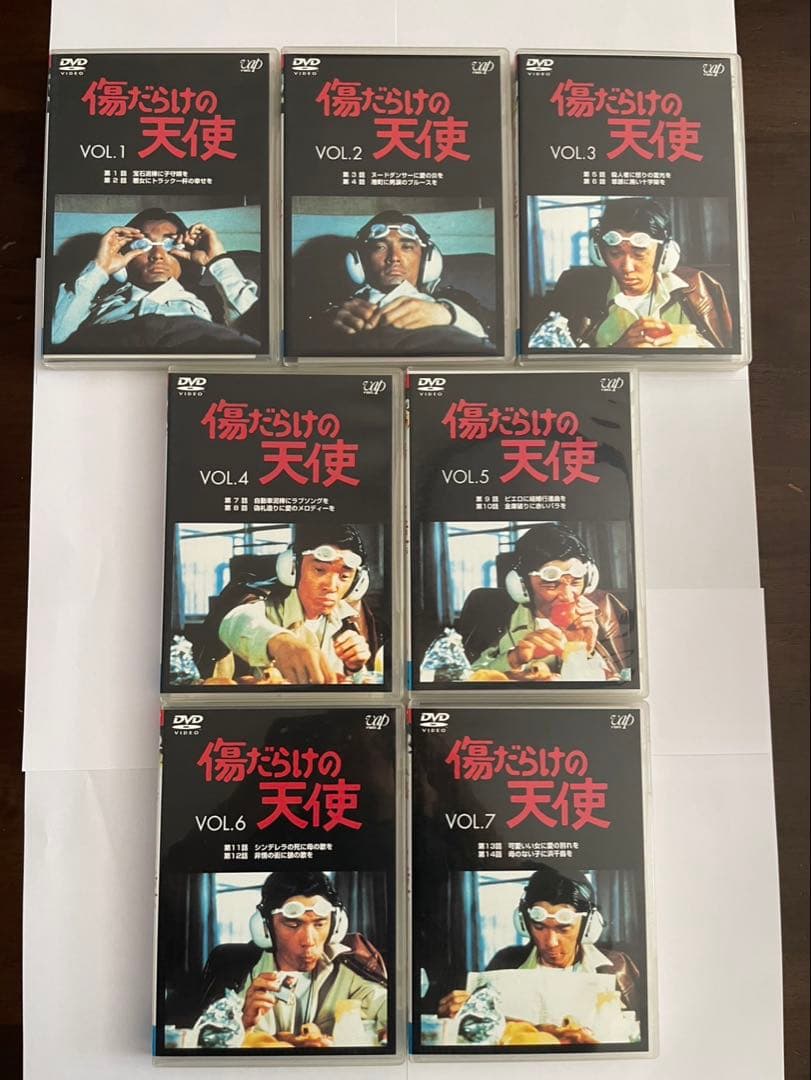 DVD
VIDEO
vap
傷だらけの
天使
VOL.1
第1話 宝石泥棒に子守唄を
第2話 悪女にトラック一杯の幸せを
DVD
VIDEO
vap
傷だらけの
天使
VOL.2
第3話 ヌードダンサーに愛の炎を
第4話 港町に男涙のブルースを
DVD
VIDEO
vap
傷だらけの
天使
VOL.3
第5話 殺人者に怒りの雷光を
第6話 草原に黒い十字架を
DVD
VIDEO
vap
傷だらけの
天使
VOL.4
第7話 自動車泥棒にラブソングを
第8話 偽札造りに愛のメロディーを
DVD
VIDEO
vap
傷だらけの
天使
VOL.5
第9話 ピエロに結婚行進曲を
第10話 金庫破りに赤いバラを
DVD
VIDEO
vap
傷だらけの
天使
VOL.6
第11話 シンデレラの死に母の歌を
第12話 非情の街に狼の歌を
DVD
VIDEO
vap
傷だらけの
天使
VOL.7
第13話 可愛いい女に愛の別れを
第14話 母のない子に浜千鳥を